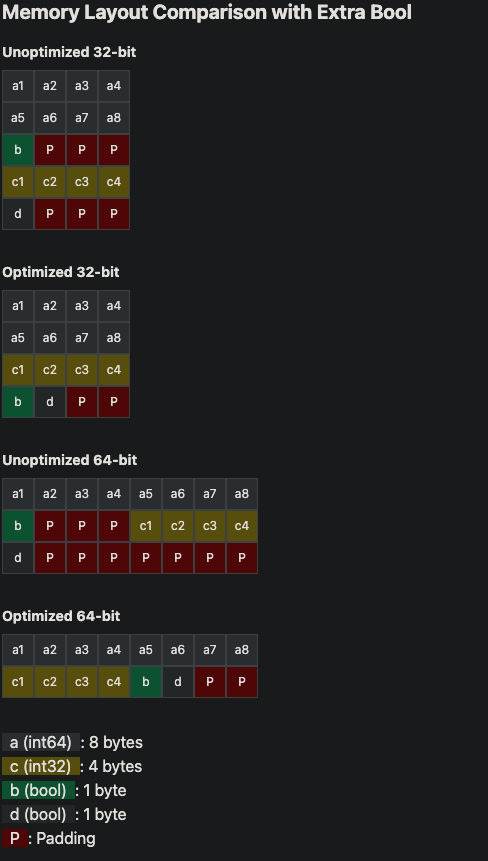 Memory Layout Comparison with Extra Bool
Unoptimized 32-bit
a1 a2 a3 a4
a5 a6 a7 a8
b P P P
c1 c2 c3 c4
d P P P
Optimized 32-bit
a1 a2 a3 a4
a5 a6 a7 a8
c1 c2 c3 c4
b d P P
Unoptimized 64-bit
a1 a2 a3 a4 a5 a6 a7 a8
b P P P c1 c2 c3 c4
d P P P P P P P
Optimized 64-bit
a1 a2 a3 a4 a5 a6 a7 a8
c1 c2 c3 c4 b d P P
a (int64) : 8 bytes
c (int32) : 4 bytes
b (bool) : 1 byte
d (bool) : 1 byte
P : Padding